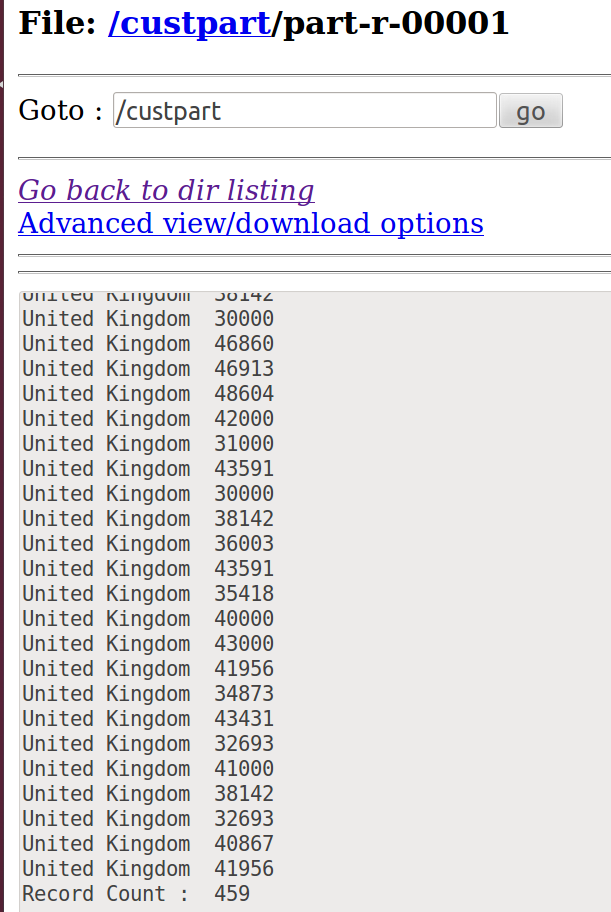 File: /custpart/part-r-00001
Goto : /custpart go
Go back to dir listing
Advanced view/download options
United Kingdom 38142
United Kingdom 30000
United Kingdom 46860
United Kingdom 46913
United Kingdom 48604
United Kingdom 42000
United Kingdom 31000
United Kingdom 43591
United Kingdom 30000
United Kingdom 38142
United Kingdom 36003
United Kingdom 43591
United Kingdom 35418
United Kingdom 40000
United Kingdom 43000
United Kingdom 41956
United Kingdom 34873
United Kingdom 43431
United Kingdom 32693
United Kingdom 41000
United Kingdom 38142
United Kingdom 32693
United Kingdom 40867
United Kingdom 41956
Record Count : 459